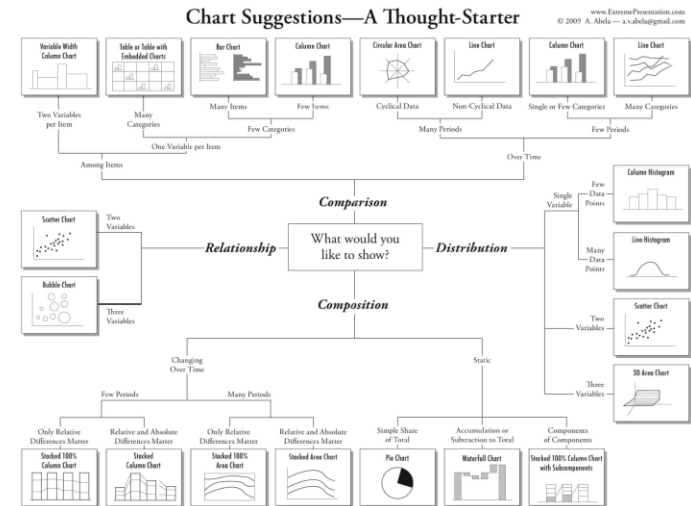 Chart Suggestions—A Thought-Starter
www.ExtremePresentation.com
© 2009 A. Abela — a.v.abela@gmail.com
Variable Width
Column Chart
Table or Table with
Embedded Charts
Bar Chart
Column Chart
Circular Area Chart
Line Chart
Column Chart
Line Chart
Two Variables
per Item
Many
Categories
Many Items
Few Items
Cyclical Data
Non-Cyclical Data
Single or Few Categories
Many Categories
Few Categories
Many Periods
Few Periods
One Variable per Item
Among Items
Over Time
Comparison
What would you
like to show?
Relationship
Distribution
Composition
Scatter Chart
Two
Variables
Bubble Chart
Three
Variables
Single
Variable
Few
Data
Points
Column Histogram
Many
Data
Points
Line Histogram
Two
Variables
Scatter Chart
Three
Variables
3D Area Chart
Changing
Over Time
Static
Few Periods
Many Periods
Only Relative
Differences Matter
Relative and Absolute
Differences Matter
Only Relative
Differences Matter
Relative and Absolute
Differences Matter
Simple Share
of Total
Accumulation or
Subtraction to Total
Components
of Components
Stacked 100%
Column Chart
Stacked
Column Chart
Stacked 100%
Area Chart
Stacked Area Chart
Pie Chart
Waterfall Chart
Stacked 100% Column Chart
with Subcomponents